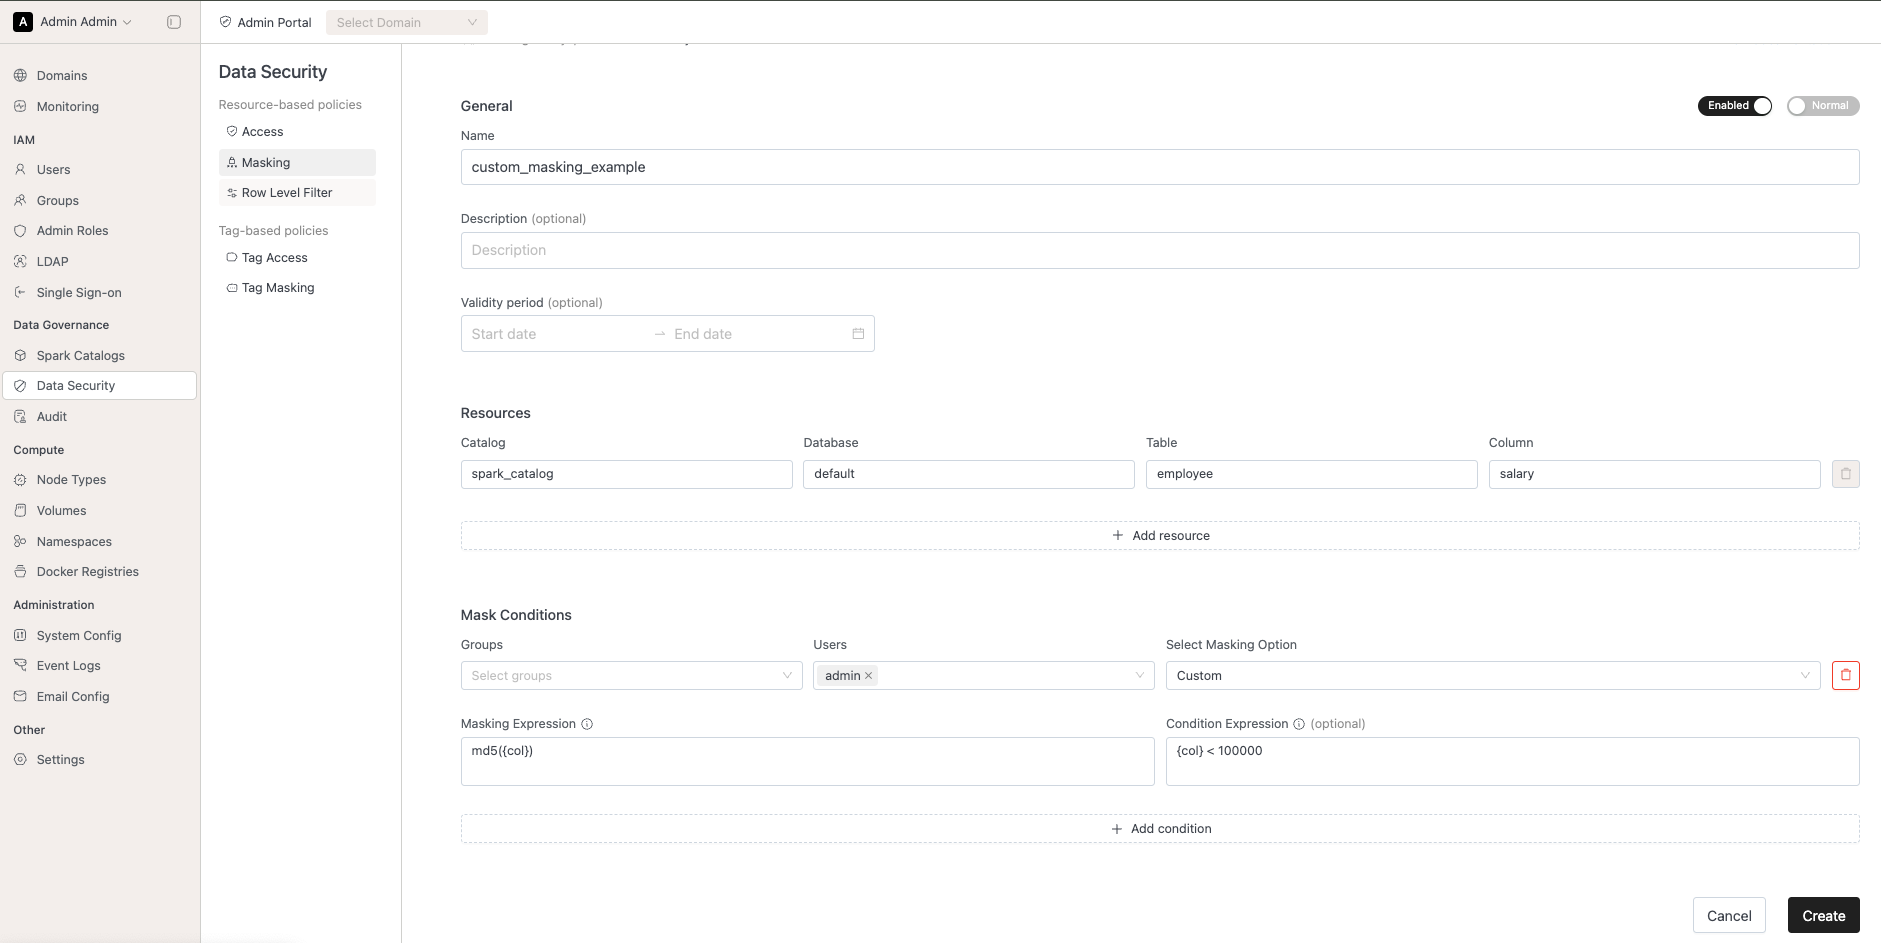 A Admin Admin
Admin Portal
Select Domain
Domains
Monitoring
IAM
Users
Groups
Admin Roles
LDAP
Single Sign-on
Data Governance
Spark Catalogs
Data Security
Audit
Compute
Node Types
Volumes
Namespaces
Docker Registries
Administration
System Config
Event Logs
Email Config
Other
Settings
Data Security
Resource-based policies
Access
Masking
Row Level Filter
Tag-based policies
Tag Access
Tag Masking
General
Enabled
Normal
Name
custom_masking_example
Description (optional)
Description
Validity period (optional)
Start date
End date
Resources
Catalog Database Table Column
spark_catalog default employee salary
Add resource
Mask Conditions
Groups Users Select Masking Option
Select groups admin Custom
Masking Expression Condition Expression (optional)
md5({col}) {col} < 100000
Add condition
Cancel Create